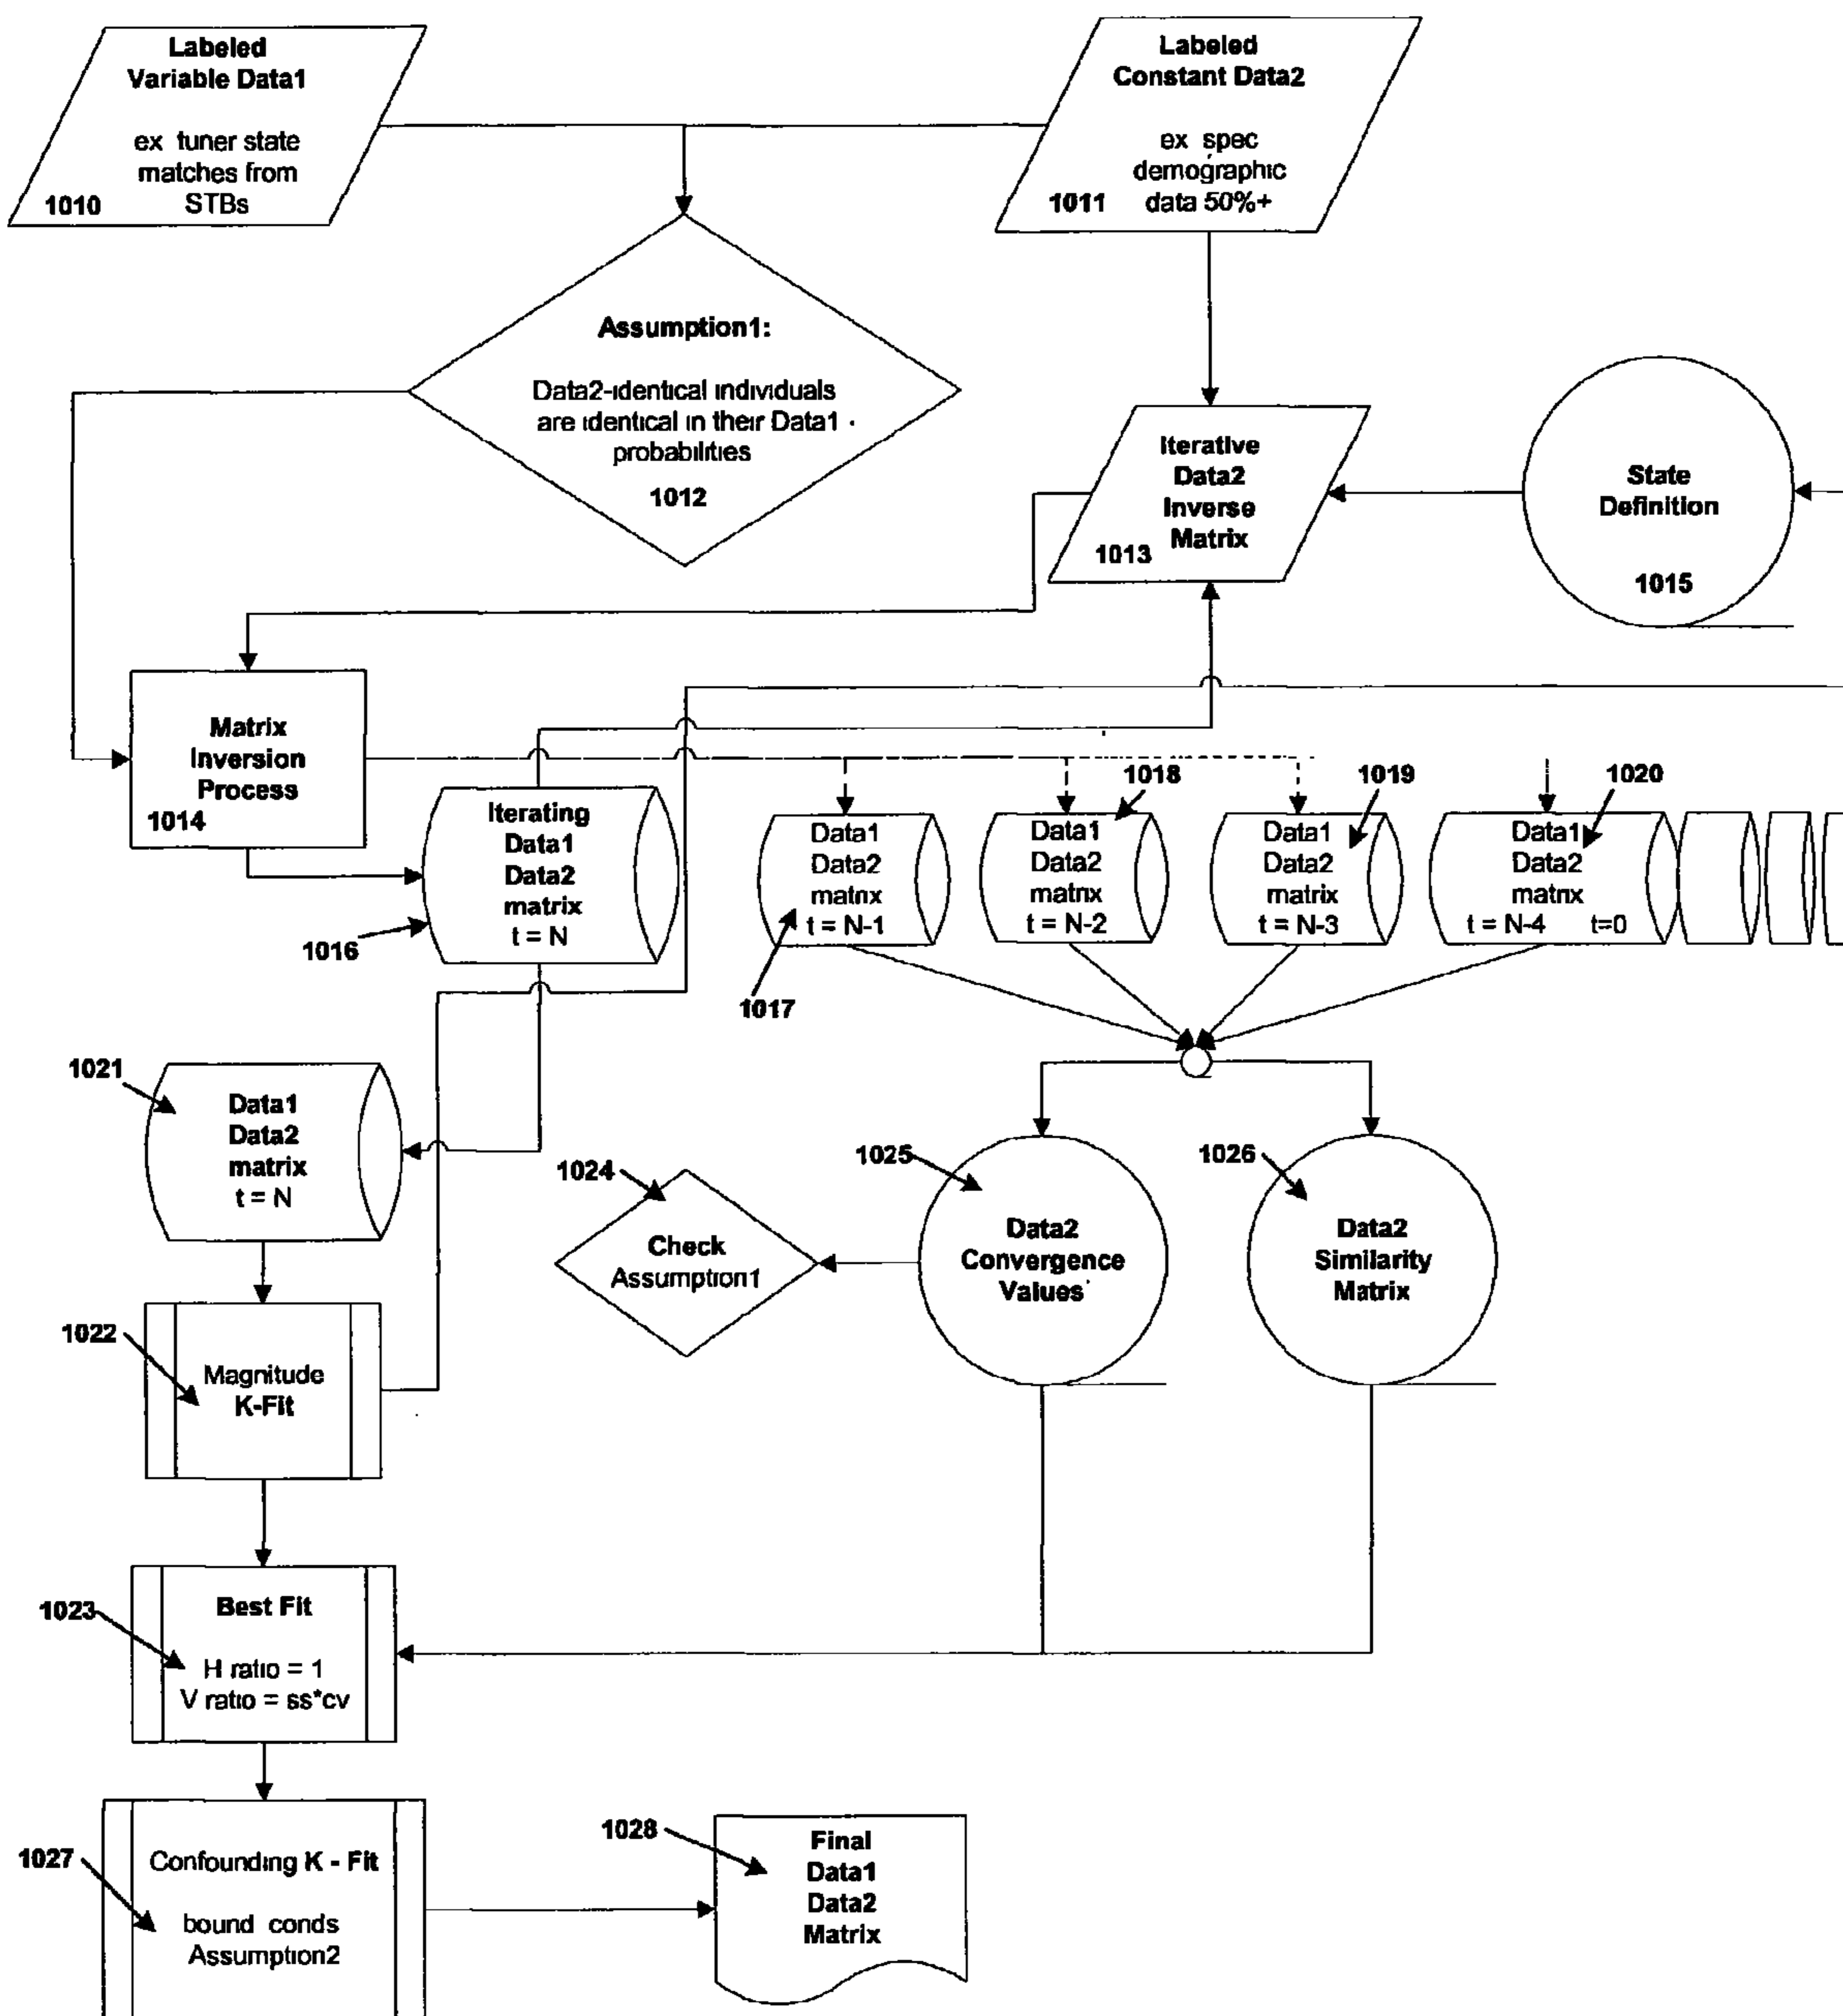 Labeled
Variable Data1
ex tuner state
matches from
STBs
1010
Labeled
Constant Data2
ex spec
demographic
data 50%+
1011
Assumption1:
Data2-identical individuals
are identical in their Data1
probabilities
1012
Iterative
Data2
Inverse
Matrix
1013
State
Definition
1015
Matrix
Inversion
Process
1014
Iterating
Data1
Data2
matrix
t = N
1016
Data1
Data2
matrix
t = N-1
1017
1018
Data1
Data2
matrix
t = N-2
1019
Data1
Data2
matrix
t = N-3
1020
Data1
Data2
matrix
t = N-4 t=0
1021
Data1
Data2
matrix
t = N
1024
Check
Assumption1
1025
Data2
Convergence
Values
1026
Data2
Similarity
Matrix
1022
Magnitude
K-Fit
1023
Best Fit
H ratio = 1
V ratio = ss*cv
1027
Confounding K - Fit
bound conds
Assumption2
1028
Final
Data1
Data2
Matrix